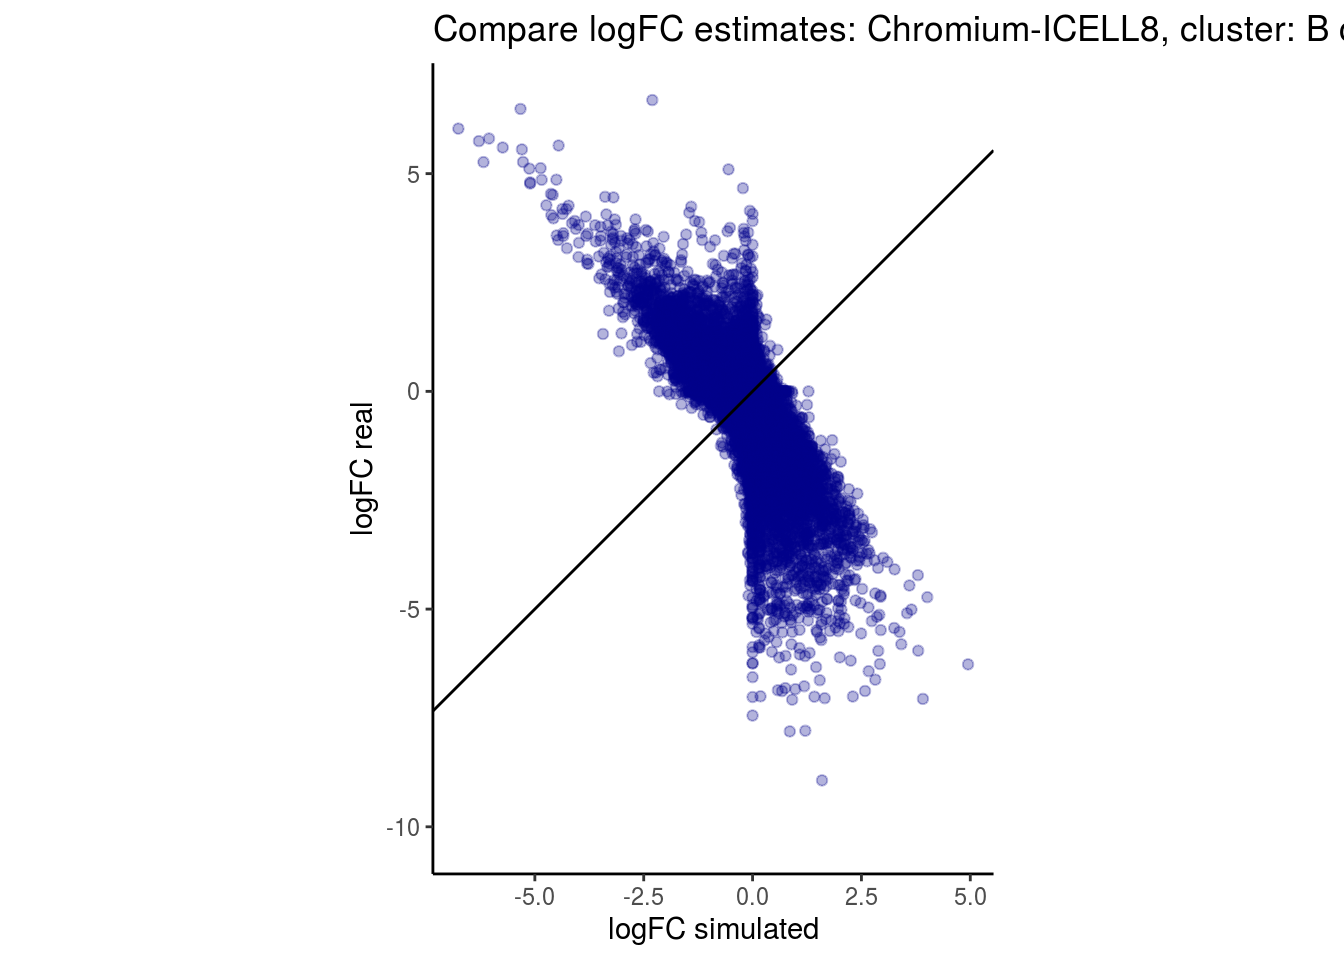 Compare logFC estimates: Chromium-ICELL8, cluster: B
5
0
-5
-10
logFC real
-5.0 -2.5 0.0 2.5 5.0
logFC simulated